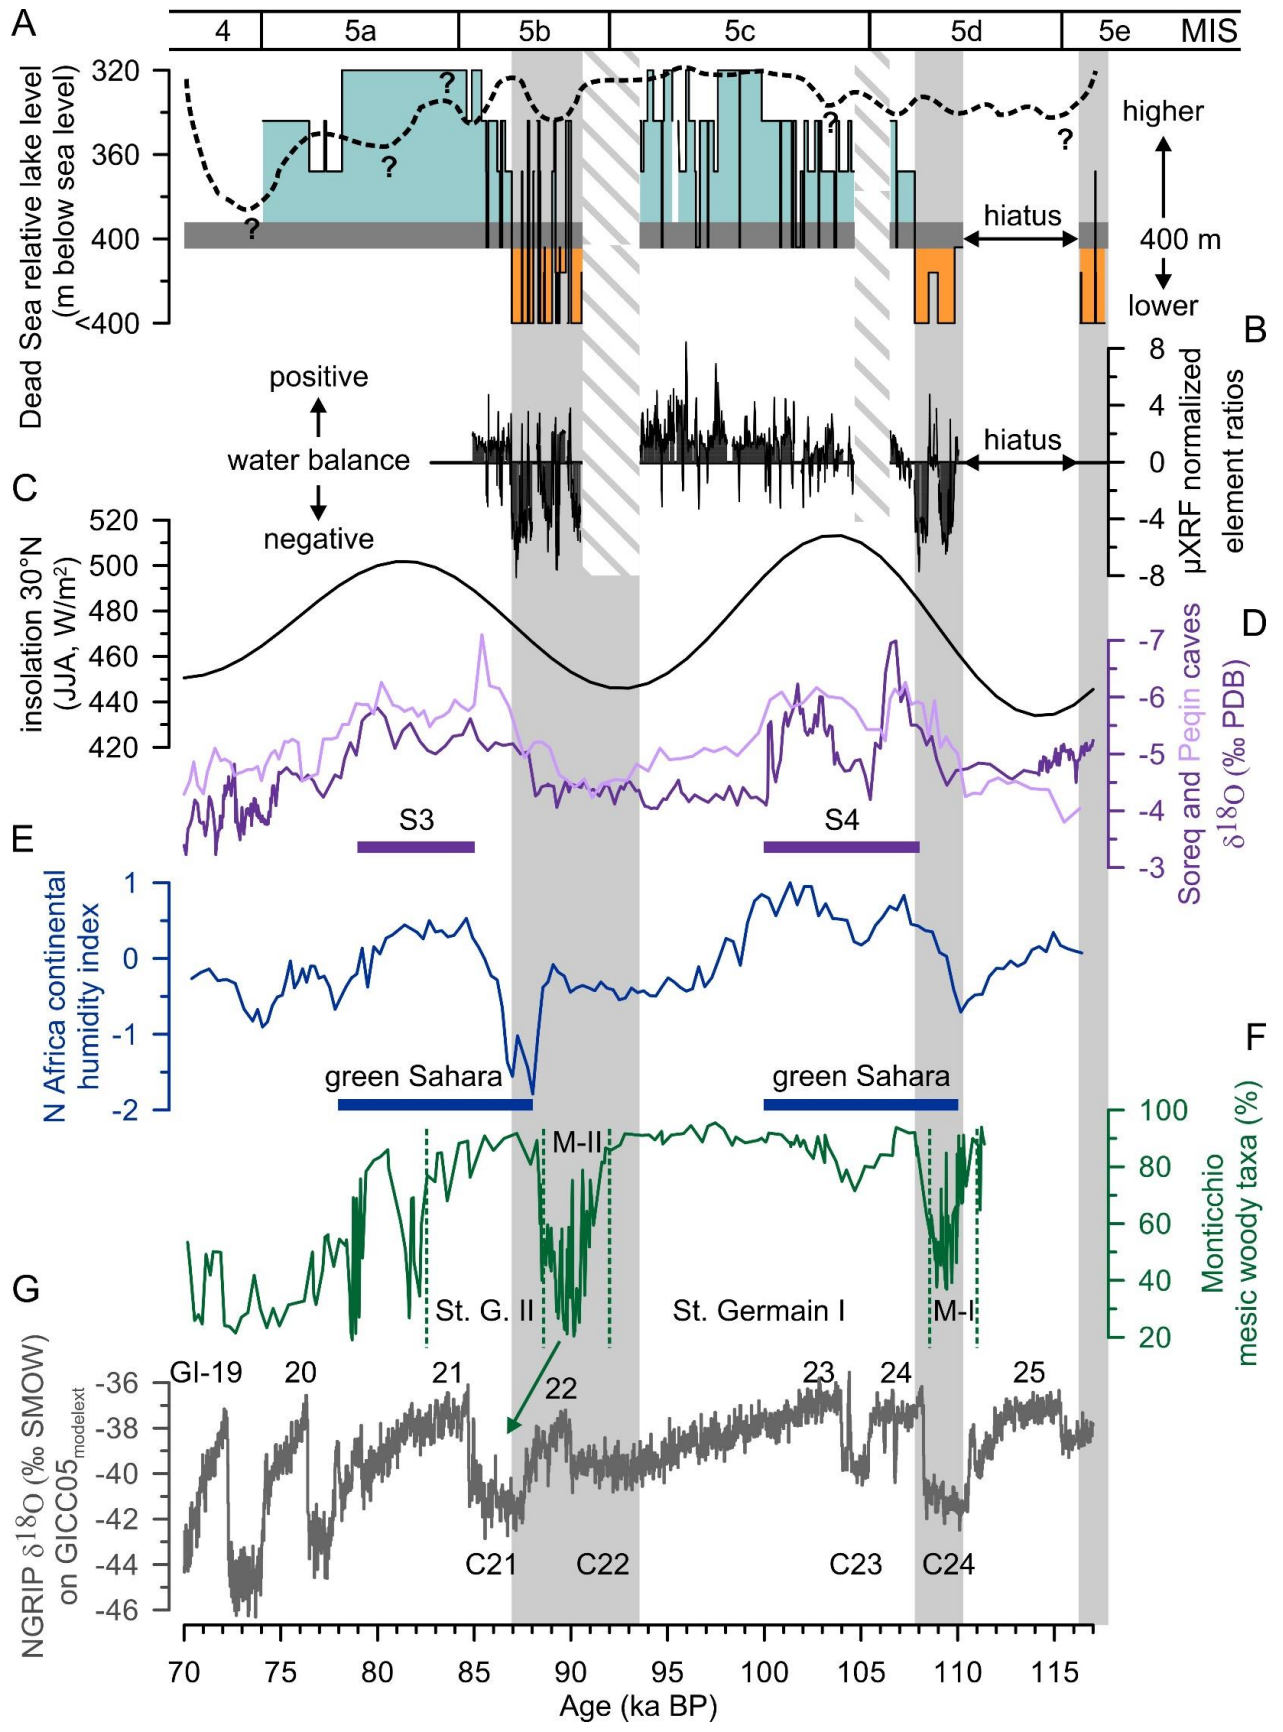 A
4 5a 5b 5c 5d 5e MIS
Dead Sea relative lake level
(m below sea level)
320
360
400
<400
?
?
?
?
?
hiatus
higher
400 m
lower
B
positive
water balance
negative
hiatus
8
4
0
-4
-8
µXRF normalized
element ratios
C
insolation 30°N
(JJA, W/m²)
520
500
480
460
440
420
D
-7
-6
-5
-4
-3
Soreq and Peqin caves
δ¹⁸O (‰ PDB)
S3 S4
E
N Africa continental
humidity index
1
0
-1
-2
green Sahara green Sahara
F
100
80
60
40
20
Monticchio
mesic woody taxa (%)
M-II
St. G. II St. Germain I M-I
G
NGRIP δ¹⁸O (‰ SMOW)
on GICC05modelext
-36
-38
-40
-42
-44
-46
GI-19 20 21 22 23 24 25
C21 C22 C23 C24
70 75 80 85 90 95 100 105 110 115
Age (ka BP)